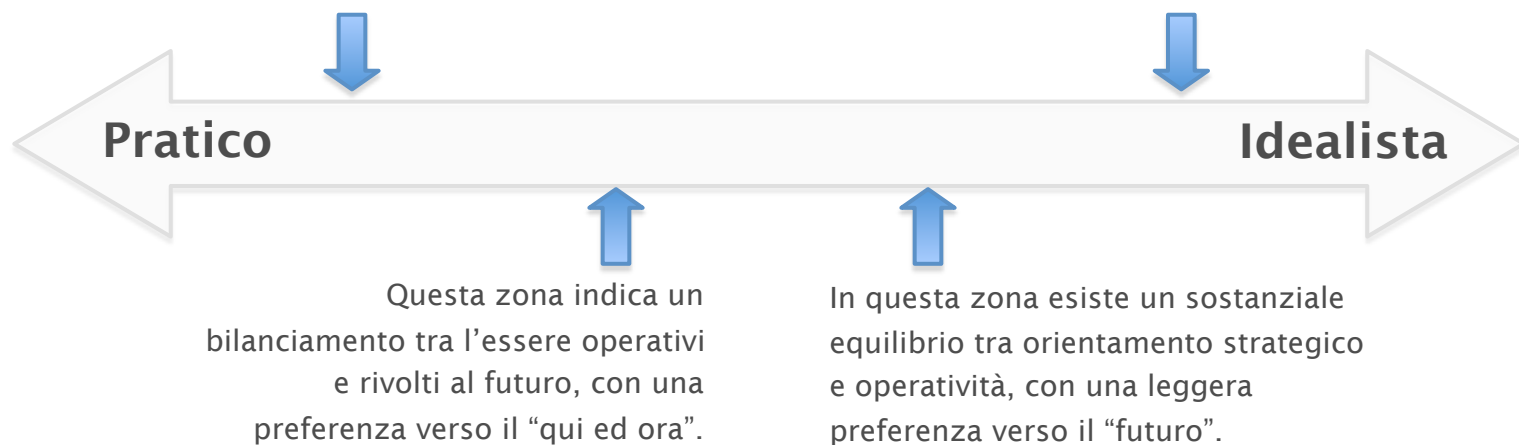 Pratico
Idealista
Questa zona indica un
bilanciamento tra l’essere operativi
e rivolti al futuro, con una
preferenza verso il “qui ed ora”.
In questa zona esiste un sostanziale
equilibrio tra orientamento strategico
e operatività, con una leggera
preferenza verso il “futuro”.